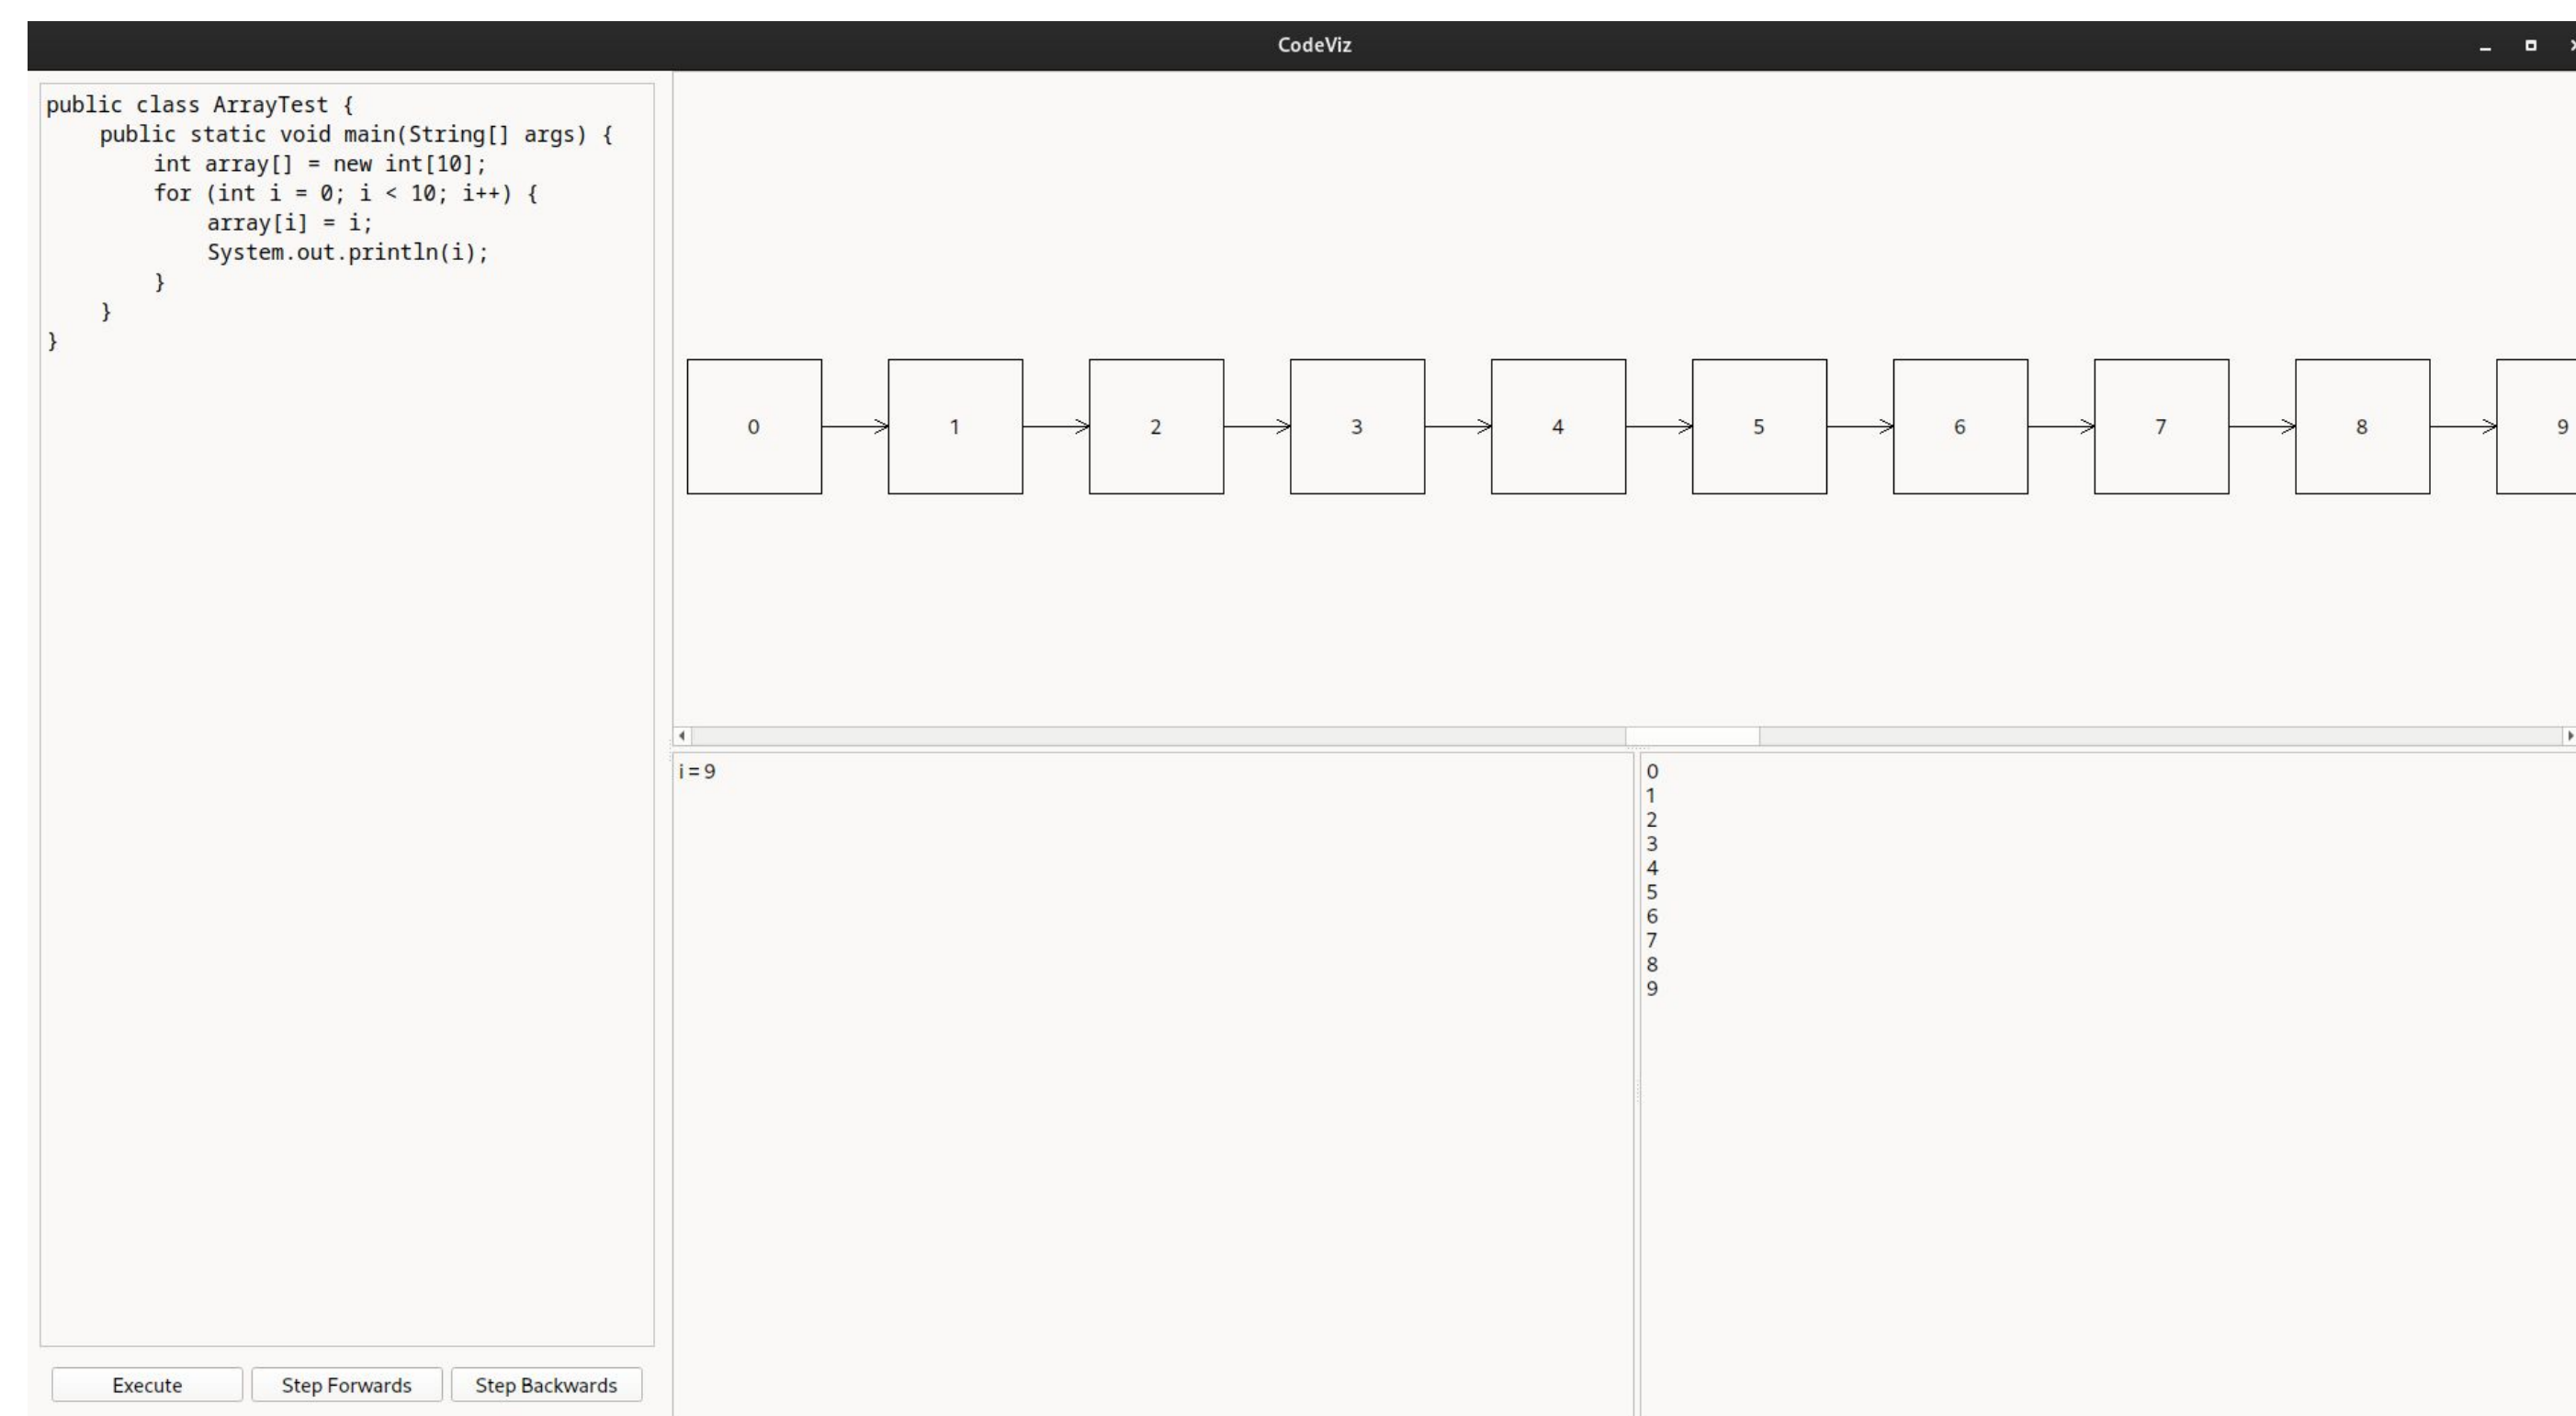 CodeViz
public class ArrayTest {
    public static void main(String[] args) {
        int array[] = new int[10];
        for (int i = 0; i < 10; i++) {
            array[i] = i;
            System.out.println(i);
        }
    }
}
0 1 2 3 4 5 6 7 8 9
i = 9
0
1
2
3
4
5
6
7
8
9
Execute Step Forwards Step Backwards